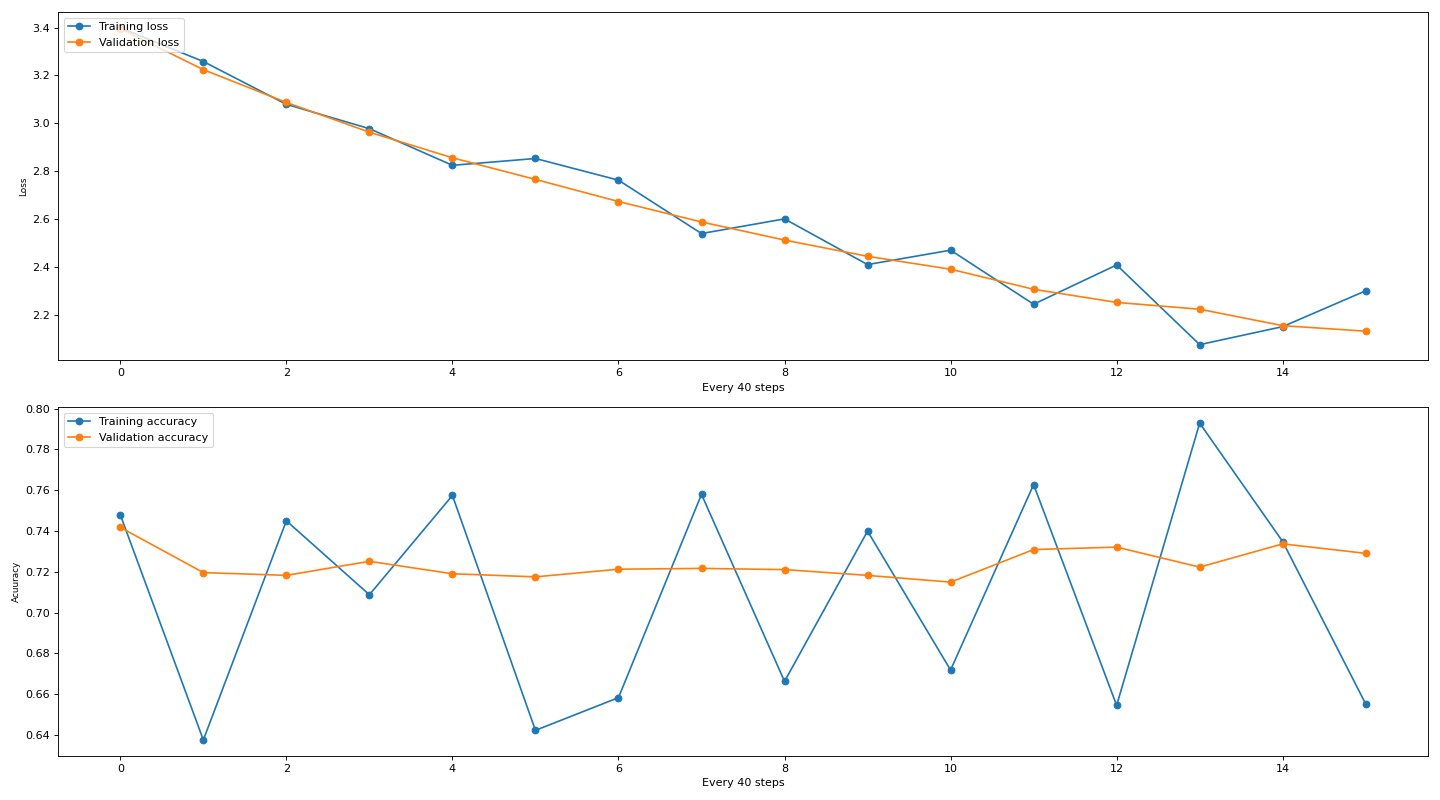 Training loss
Validation loss
3.4
3.2
3.0
2.8
2.6
2.4
2.2
Loss
0 2 4 6 8 10 12 14
Every 40 steps
Training accuracy
Validation accuracy
0.80
0.78
0.76
0.74
0.72
0.70
0.68
0.66
0.64
Acuuracy
0 2 4 6 8 10 12 14
Every 40 steps